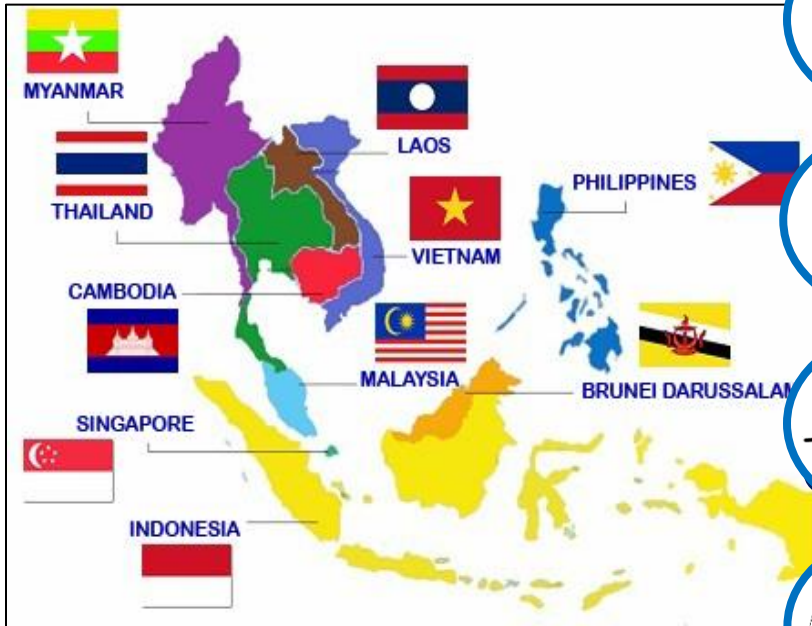 MYANMAR
LAOS
THAILAND
PHILIPPINES
VIETNAM
CAMBODIA
MALAYSIA
BRUNEI DARUSSALAM
SINGAPORE
INDONESIA